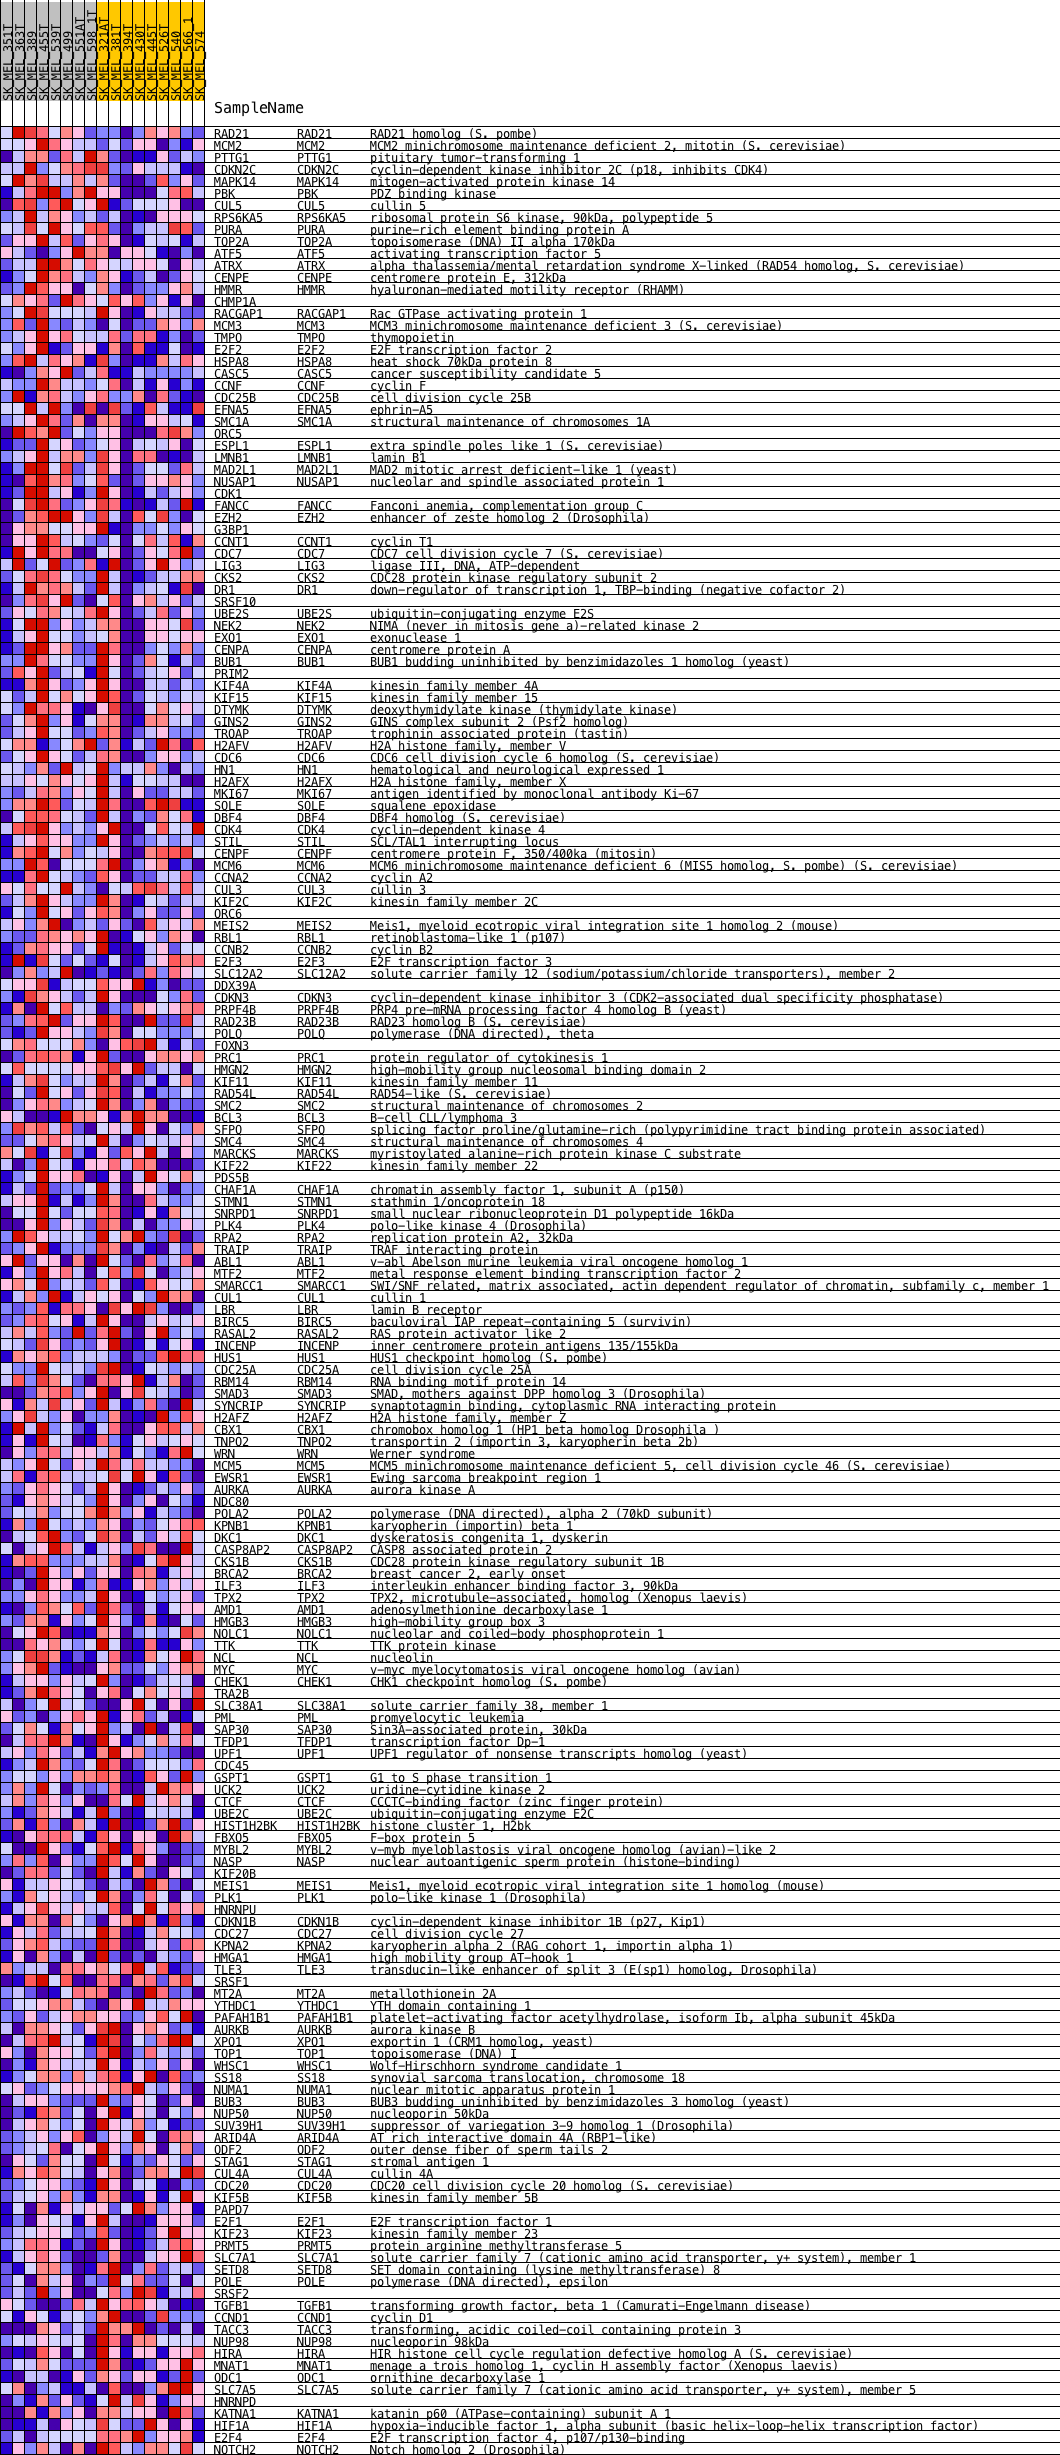 SK_MEL_351T
SK_MEL_363T
SK_MEL_389
SK_MEL_455T
SK_MEL_539T
SK_MEL_499
SK_MEL_551AT
SK_MEL_598_1T
SK_MEL_321AT
SK_MEL_381T
SK_MEL_394T
SK_MEL_430T
SK_MEL_445T
SK_MEL_526T
SK_MEL_540
SK_MEL_566_1
SK_MEL_574
SampleName
RAD21 RAD21 RAD21 homolog (S. pombe)
MCM2 MCM2 MCM2 minichromosome maintenance deficient 2, mitotin (S. cerevisiae)
PTTG1 PTTG1 pituitary tumor-transforming 1
CDKN2C CDKN2C cyclin-dependent kinase inhibitor 2C (p18, inhibits CDK4)
MAPK14 MAPK14 mitogen-activated protein kinase 14
PBK PBK PDZ binding kinase
CUL5 CUL5 cullin 5
RPS6KA5 RPS6KA5 ribosomal protein S6 kinase, 90kDa, polypeptide 5
PURA PURA purine-rich element binding protein A
TOP2A TOP2A topoisomerase (DNA) II alpha 170kDa
ATF5 ATF5 activating transcription factor 5
ATRX ATRX alpha thalassemia/mental retardation syndrome X-linked (RAD54 homolog, S. cerevisiae)
CENPE CENPE centromere protein E, 312kDa
HMMR HMMR hyaluronan-mediated motility receptor (RHAMM)
CHMP1A
RACGAP1 RACGAP1 Rac GTPase activating protein 1
MCM3 MCM3 MCM3 minichromosome maintenance deficient 3 (S. cerevisiae)
TMPO TMPO thymopoietin
E2F2 E2F2 E2F transcription factor 2
HSPA8 HSPA8 heat shock 70kDa protein 8
CASC5 CASC5 cancer susceptibility candidate 5
CCNF CCNF cyclin F
CDC25B CDC25B cell division cycle 25B
EFNA5 EFNA5 ephrin-A5
SMC1A SMC1A structural maintenance of chromosomes 1A
ORC5
ESPL1 ESPL1 extra spindle poles like 1 (S. cerevisiae)
LMNB1 LMNB1 lamin B1
MAD2L1 MAD2L1 MAD2 mitotic arrest deficient-like 1 (yeast)
NUSAP1 NUSAP1 nucleolar and spindle associated protein 1
CDK1
FANCC FANCC Fanconi anemia, complementation group C
EZH2 EZH2 enhancer of zeste homolog 2 (Drosophila)
G3BP1
CCNT1 CCNT1 cyclin T1
CDC7 CDC7 CDC7 cell division cycle 7 (S. cerevisiae)
LIG3 LIG3 ligase III, DNA, ATP-dependent
CKS2 CKS2 CDC28 protein kinase regulatory subunit 2
DR1 DR1 down-regulator of transcription 1, TBP-binding (negative cofactor 2)
SRSF10
UBE2S UBE2S ubiquitin-conjugating enzyme E2S
NEK2 NEK2 NIMA (never in mitosis gene a)-related kinase 2
EXO1 EXO1 exonuclease 1
CENPA CENPA centromere protein A
BUB1 BUB1 BUB1 budding uninhibited by benzimidazoles 1 homolog (yeast)
PRIM2
KIF4A KIF4A kinesin family member 4A
KIF15 KIF15 kinesin family member 15
DTYMK DTYMK deoxythymidylate kinase (thymidylate kinase)
GINS2 GINS2 GINS complex subunit 2 (Psf2 homolog)
TROAP TROAP trophinin associated protein (tastin)
H2AFV H2AFV H2A histone family, member V
CDC6 CDC6 CDC6 cell division cycle 6 homolog (S. cerevisiae)
HN1 HN1 hematological and neurological expressed 1
H2AFX H2AFX H2A histone family, member X
MKI67 MKI67 antigen identified by monoclonal antibody Ki-67
SQLE SQLE squalene epoxidase
DBF4 DBF4 DBF4 homolog (S. cerevisiae)
CDK4 CDK4 cyclin-dependent kinase 4
STIL STIL SCL/TAL1 interrupting locus
CENPF CENPF centromere protein F, 350/400ka (mitosin)
MCM6 MCM6 MCM6 minichromosome maintenance deficient 6 (MIS5 homolog, S. pombe) (S. cerevisiae)
CCNA2 CCNA2 cyclin A2
CUL3 CUL3 cullin 3
KIF2C KIF2C kinesin family member 2C
ORC6
MEIS2 MEIS2 Meis1, myeloid ecotropic viral integration site 1 homolog 2 (mouse)
RBL1 RBL1 retinoblastoma-like 1 (p107)
CCNB2 CCNB2 cyclin B2
E2F3 E2F3 E2F transcription factor 3
SLC12A2 SLC12A2 solute carrier family 12 (sodium/potassium/chloride transporters), member 2
DDX39A
CDKN3 CDKN3 cyclin-dependent kinase inhibitor 3 (CDK2-associated dual specificity phosphatase)
PRPF4B PRPF4B PRP4 pre-mRNA processing factor 4 homolog B (yeast)
RAD23B RAD23B RAD23 homolog B (S. cerevisiae)
POLQ POLQ polymerase (DNA directed), theta
FOXN3
PRC1 PRC1 protein regulator of cytokinesis 1
HMGN2 HMGN2 high-mobility group nucleosomal binding domain 2
KIF11 KIF11 kinesin family member 11
RAD54L RAD54L RAD54-like (S. cerevisiae)
SMC2 SMC2 structural maintenance of chromosomes 2
BCL3 BCL3 B-cell CLL/lymphoma 3
SFPQ SFPQ splicing factor proline/glutamine-rich (polypyrimidine tract binding protein associated)
SMC4 SMC4 structural maintenance of chromosomes 4
MARCKS MARCKS myristoylated alanine-rich protein kinase C substrate
KIF22 KIF22 kinesin family member 22
PDS5B
CHAF1A CHAF1A chromatin assembly factor 1, subunit A (p150)
STMN1 STMN1 stathmin 1/oncoprotein 18
SNRPD1 SNRPD1 small nuclear ribonucleoprotein D1 polypeptide 16kDa
PLK4 PLK4 polo-like kinase 4 (Drosophila)
RPA2 RPA2 replication protein A2, 32kDa
TRAIP TRAIP TRAF interacting protein
ABL1 ABL1 v-abl Abelson murine leukemia viral oncogene homolog 1
MTF2 MTF2 metal response element binding transcription factor 2
SMARCC1 SMARCC1 SWI/SNF related, matrix associated, actin dependent regulator of chromatin, subfamily c, member 1
CUL1 CUL1 cullin 1
LBR LBR lamin B receptor
BIRC5 BIRC5 baculoviral IAP repeat-containing 5 (survivin)
RASAL2 RASAL2 RAS protein activator like 2
INCENP INCENP inner centromere protein antigens 135/155kDa
HUS1 HUS1 HUS1 checkpoint homolog (S. pombe)
CDC25A CDC25A cell division cycle 25A
RBM14 RBM14 RNA binding motif protein 14
SMAD3 SMAD3 SMAD, mothers against DPP homolog 3 (Drosophila)
SYNCRIP SYNCRIP synaptotagmin binding, cytoplasmic RNA interacting protein
H2AFZ H2AFZ H2A histone family, member Z
CBX1 CBX1 chromobox homolog 1 (HP1 beta homolog Drosophila )
TNPO2 TNPO2 transportin 2 (importin 3, karyopherin beta 2b)
WRN WRN Werner syndrome
MCM5 MCM5 MCM5 minichromosome maintenance deficient 5, cell division cycle 46 (S. cerevisiae)
EWSR1 EWSR1 Ewing sarcoma breakpoint region 1
AURKA AURKA aurora kinase A
NDC80
POLA2 POLA2 polymerase (DNA directed), alpha 2 (70kD subunit)
KPNB1 KPNB1 karyopherin (importin) beta 1
DKC1 DKC1 dyskeratosis congenita 1, dyskerin
CASP8AP2 CASP8AP2 CASP8 associated protein 2
CKS1B CKS1B CDC28 protein kinase regulatory subunit 1B
BRCA2 BRCA2 breast cancer 2, early onset
ILF3 ILF3 interleukin enhancer binding factor 3, 90kDa
TPX2 TPX2 TPX2, microtubule-associated, homolog (Xenopus laevis)
AMD1 AMD1 adenosylmethionine decarboxylase 1
HMGB3 HMGB3 high-mobility group box 3
NOLC1 NOLC1 nucleolar and coiled-body phosphoprotein 1
TTK TTK TTK protein kinase
NCL NCL nucleolin
MYC MYC v-myc myelocytomatosis viral oncogene homolog (avian)
CHEK1 CHEK1 CHK1 checkpoint homolog (S. pombe)
TRA2B
SLC38A1 SLC38A1 solute carrier family 38, member 1
PML PML promyelocytic leukemia
SAP30 SAP30 Sin3A-associated protein, 30kDa
TFDP1 TFDP1 transcription factor Dp-1
UPF1 UPF1 UPF1 regulator of nonsense transcripts homolog (yeast)
CDC45
GSPT1 GSPT1 G1 to S phase transition 1
UCK2 UCK2 uridine-cytidine kinase 2
CTCF CTCF CCCTC-binding factor (zinc finger protein)
UBE2C UBE2C ubiquitin-conjugating enzyme E2C
HIST1H2BK HIST1H2BK histone cluster 1, H2bk
FBXO5 FBXO5 F-box protein 5
MYBL2 MYBL2 v-myb myeloblastosis viral oncogene homolog (avian)-like 2
NASP NASP nuclear autoantigenic sperm protein (histone-binding)
KIF20B
MEIS1 MEIS1 Meis1, myeloid ecotropic viral integration site 1 homolog (mouse)
PLK1 PLK1 polo-like kinase 1 (Drosophila)
HNRNPU
CDKN1B CDKN1B cyclin-dependent kinase inhibitor 1B (p27, Kip1)
CDC27 CDC27 cell division cycle 27
KPNA2 KPNA2 karyopherin alpha 2 (RAG cohort 1, importin alpha 1)
HMGA1 HMGA1 high mobility group AT-hook 1
TLE3 TLE3 transducin-like enhancer of split 3 (E(sp1) homolog, Drosophila)
SRSF1
MT2A MT2A metallothionein 2A
YTHDC1 YTHDC1 YTH domain containing 1
PAFAH1B1 PAFAH1B1 platelet-activating factor acetylhydrolase, isoform Ib, alpha subunit 45kDa
AURKB AURKB aurora kinase B
XPO1 XPO1 exportin 1 (CRM1 homolog, yeast)
TOP1 TOP1 topoisomerase (DNA) I
WHSC1 WHSC1 Wolf-Hirschhorn syndrome candidate 1
SS18 SS18 synovial sarcoma translocation, chromosome 18
NUMA1 NUMA1 nuclear mitotic apparatus protein 1
BUB3 BUB3 BUB3 budding uninhibited by benzimidazoles 3 homolog (yeast)
NUP50 NUP50 nucleoporin 50kDa
SUV39H1 SUV39H1 suppressor of variegation 3-9 homolog 1 (Drosophila)
ARID4A ARID4A AT rich interactive domain 4A (RBP1-like)
ODF2 ODF2 outer dense fiber of sperm tails 2
STAG1 STAG1 stromal antigen 1
CUL4A CUL4A cullin 4A
CDC20 CDC20 CDC20 cell division cycle 20 homolog (S. cerevisiae)
KIF5B KIF5B kinesin family member 5B
PAPD7
E2F1 E2F1 E2F transcription factor 1
KIF23 KIF23 kinesin family member 23
PRMT5 PRMT5 protein arginine methyltransferase 5
SLC7A1 SLC7A1 solute carrier family 7 (cationic amino acid transporter, y+ system), member 1
SETD8 SETD8 SET domain containing (lysine methyltransferase) 8
POLE POLE polymerase (DNA directed), epsilon
SRSF2
TGFB1 TGFB1 transforming growth factor, beta 1 (Camurati-Engelmann disease)
CCND1 CCND1 cyclin D1
TACC3 TACC3 transforming, acidic coiled-coil containing protein 3
NUP98 NUP98 nucleoporin 98kDa
HIRA HIRA HIR histone cell cycle regulation defective homolog A (S. cerevisiae)
MNAT1 MNAT1 menage a trois homolog 1, cyclin H assembly factor (Xenopus laevis)
ODC1 ODC1 ornithine decarboxylase 1
SLC7A5 SLC7A5 solute carrier family 7 (cationic amino acid transporter, y+ system), member 5
HNRNPD
KATNA1 KATNA1 katanin p60 (ATPase-containing) subunit A 1
HIF1A HIF1A hypoxia-inducible factor 1, alpha subunit (basic helix-loop-helix transcription factor)
E2F4 E2F4 E2F transcription factor 4, p107/p130-binding
NOTCH2 NOTCH2 Notch homolog 2 (Drosophila)